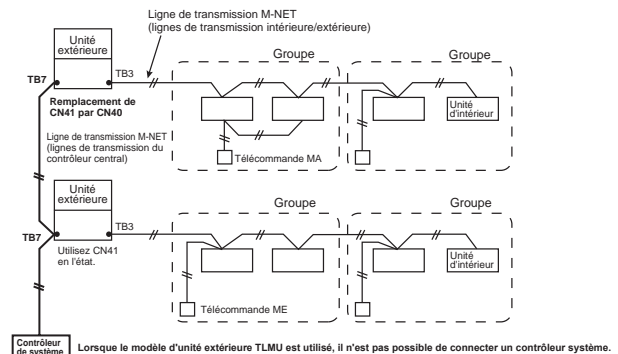 Ligne de transmission M-NET
(lignes de transmission intérieure/extérieure)
Unité
extérieure
Groupe
Groupe
TB7
TB3
Remplacement de
CN41 par CN40
Unité
d'intérieur
Ligne de transmission M-NET
(lignes de transmission du
contrôleur central)
Télécommande MA
Unité
extérieure
Groupe
Groupe
TB7
TB3
Utilisez CN41
en l'état.
Unité
d'intérieur
Télécommande ME
Contrôleur
de système
Lorsque le modèle d'unité extérieure TLMU est utilisé, il n'est pas possible de connecter un contrôleur système.